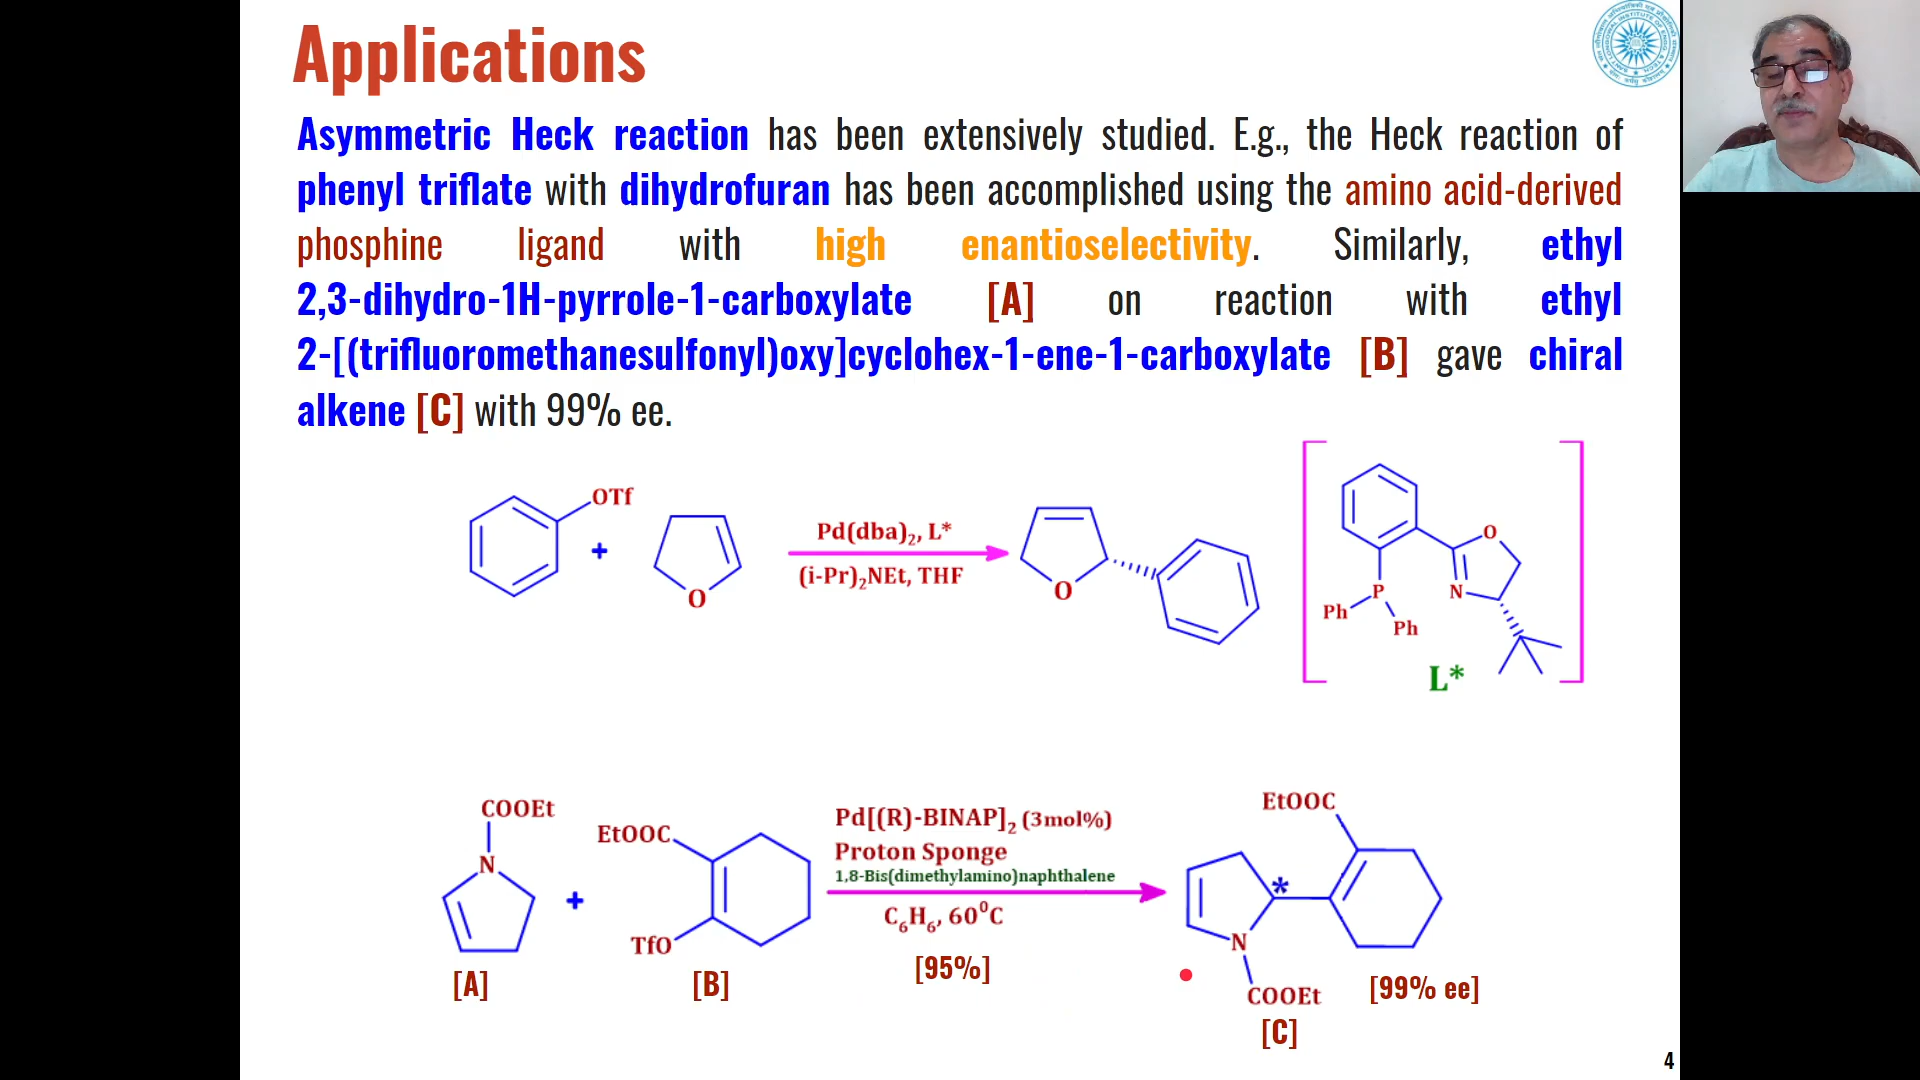 Applications
Asymmetric Heck reaction has been extensively studied. E.g., the Heck reaction of
phenyl triflate with dihydrofuran has been accomplished using the amino acid-derived
phosphine ligand with high enantioselectivity. Similarly, ethyl
2,3-dihydro-1H-pyrrole-1-carboxylate [A] on reaction with ethyl
2-[(trifluoromethanesulfonyl)oxy]cyclohex-1-ene-1-carboxylate [B] gave chiral
alkene [C] with 99% ee.
OTf
+
O
Pd(dba)2, L*
(i-Pr)2NEt, THF
O
O
N
P
Ph
Ph
L*
COOEt
N
[A]
+
EtOOC
TfO
[B]
Pd[(R)-BINAP]2 (3mol%)
Proton Sponge
1,8-Bis(dimethylamino)naphthalene
C6H6, 60⁰C
[95%]
EtOOC
*
N
COOEt
[99% ee]
[C]
4